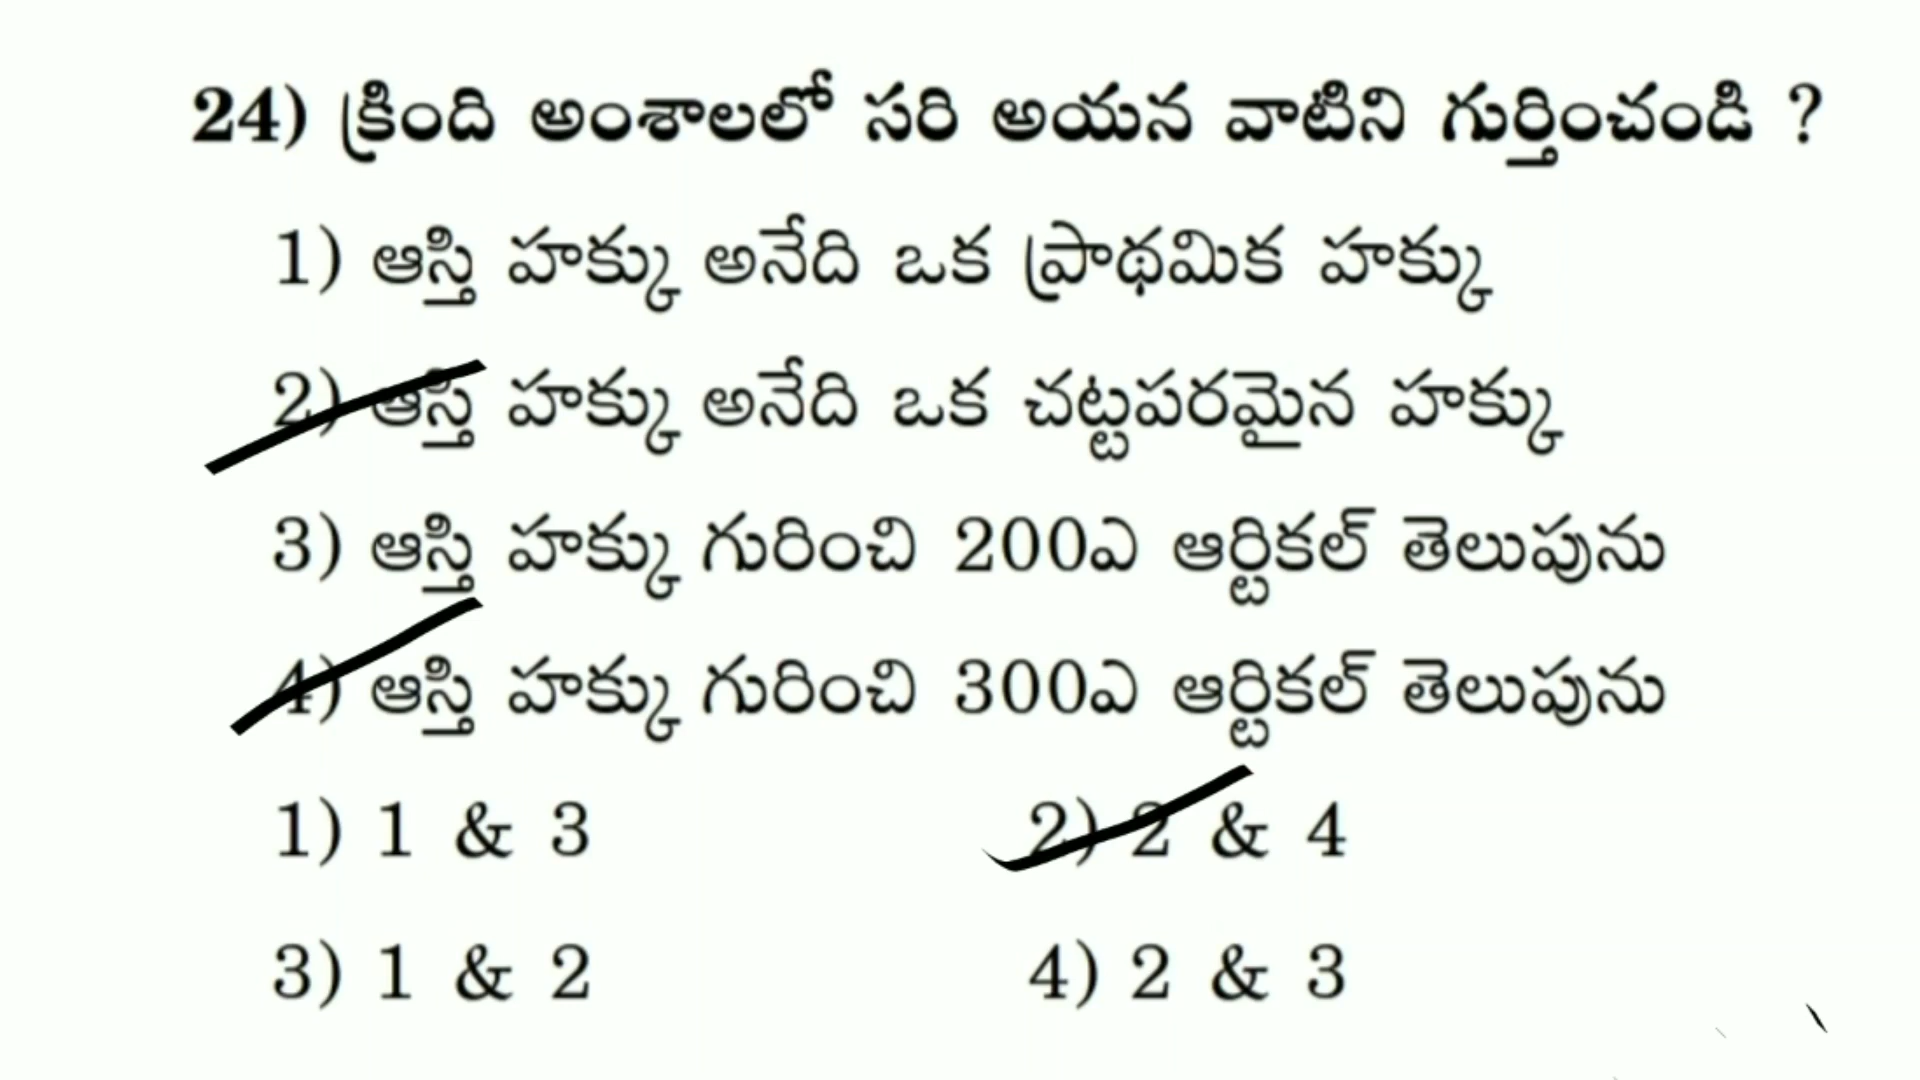 24) క్రింది అంశాలలో సరి అయన వాటిని గుర్తించండి ?
1) ఆస్తి హక్కు అనేది ఒక ప్రాథమిక హక్కు
2) ఆస్తి హక్కు అనేది ఒక చట్టపరమైన హక్కు
3) ఆస్తి హక్కు గురించి 200ఎ ఆర్టికల్ తెలుపును
4) ఆస్తి హక్కు గురించి 300ఎ ఆర్టికల్ తెలుపును
1) 1 & 3 2) 2 & 4
3) 1 & 2 4) 2 & 3